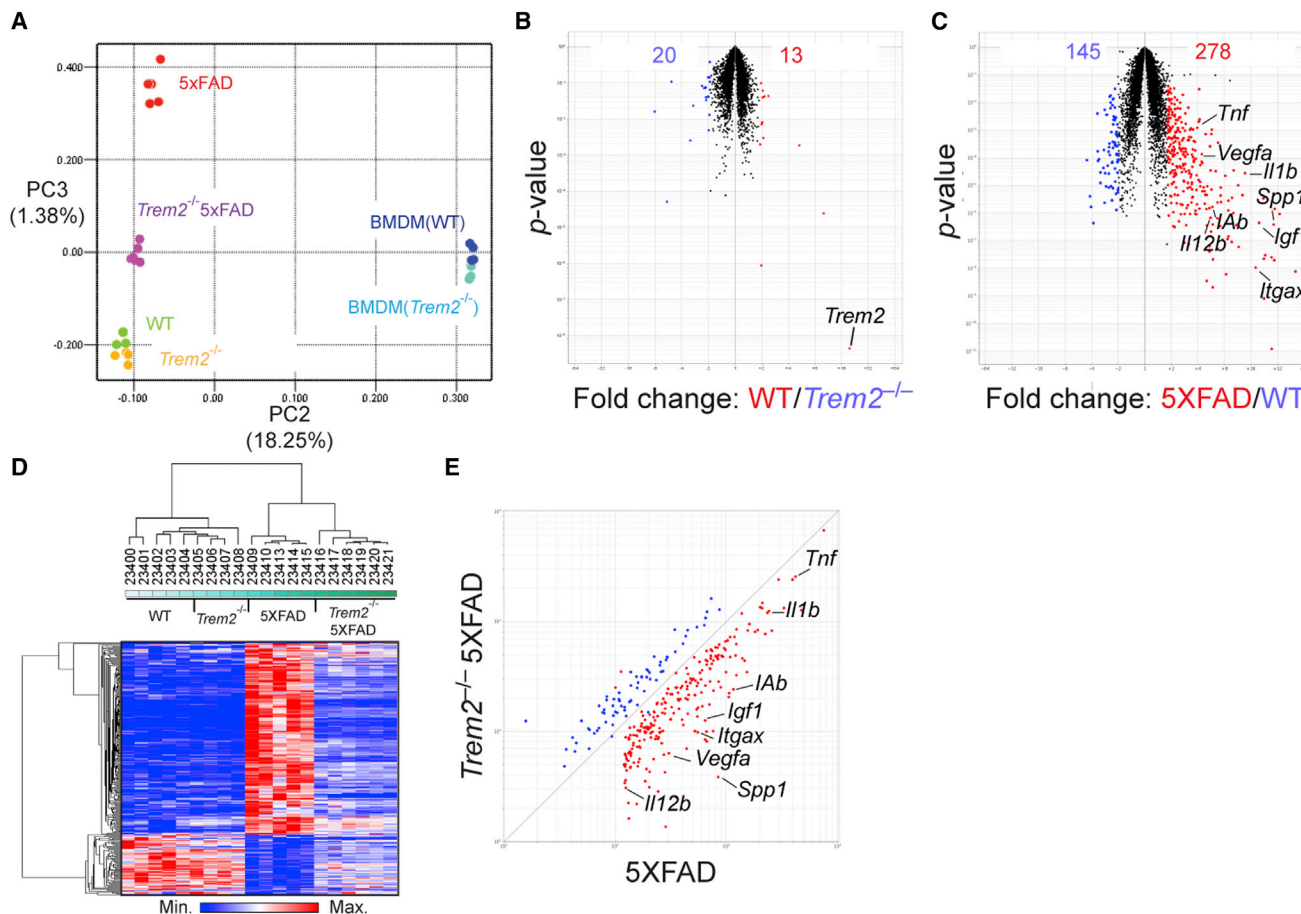 A
0.400
5xFAD
0.200
PC3
(1.38%)
Trem2-/-5xFAD
BMDM(WT)
0.00
BMDM(Trem2-/-)
WT
-0.200
Trem2-/-
-0.100
0.00
0.100
0.200
0.300
PC2
(18.25%)
B
20
13
p-value
Trem2
Fold change: WT/Trem2–/–
C
145
278
Tnf
Vegfa
Il1b
Spp1
IAb
Igf
Il12b
Itgax
p-value
Fold change: 5XFAD/WT
D
23400
23401
23402
23403
23404
23405
23406
23407
23408
23409
23410
23413
23414
23415
23416
23417
23418
23419
23420
23421
WT
Trem2-/-
5XFAD
Trem2-/-
5XFAD
Min.
Max.
E
Tnf
Il1b
IAb
Igf1
Itgax
Vegfa
Spp1
Il12b
Trem2–/– 5XFAD
5XFAD